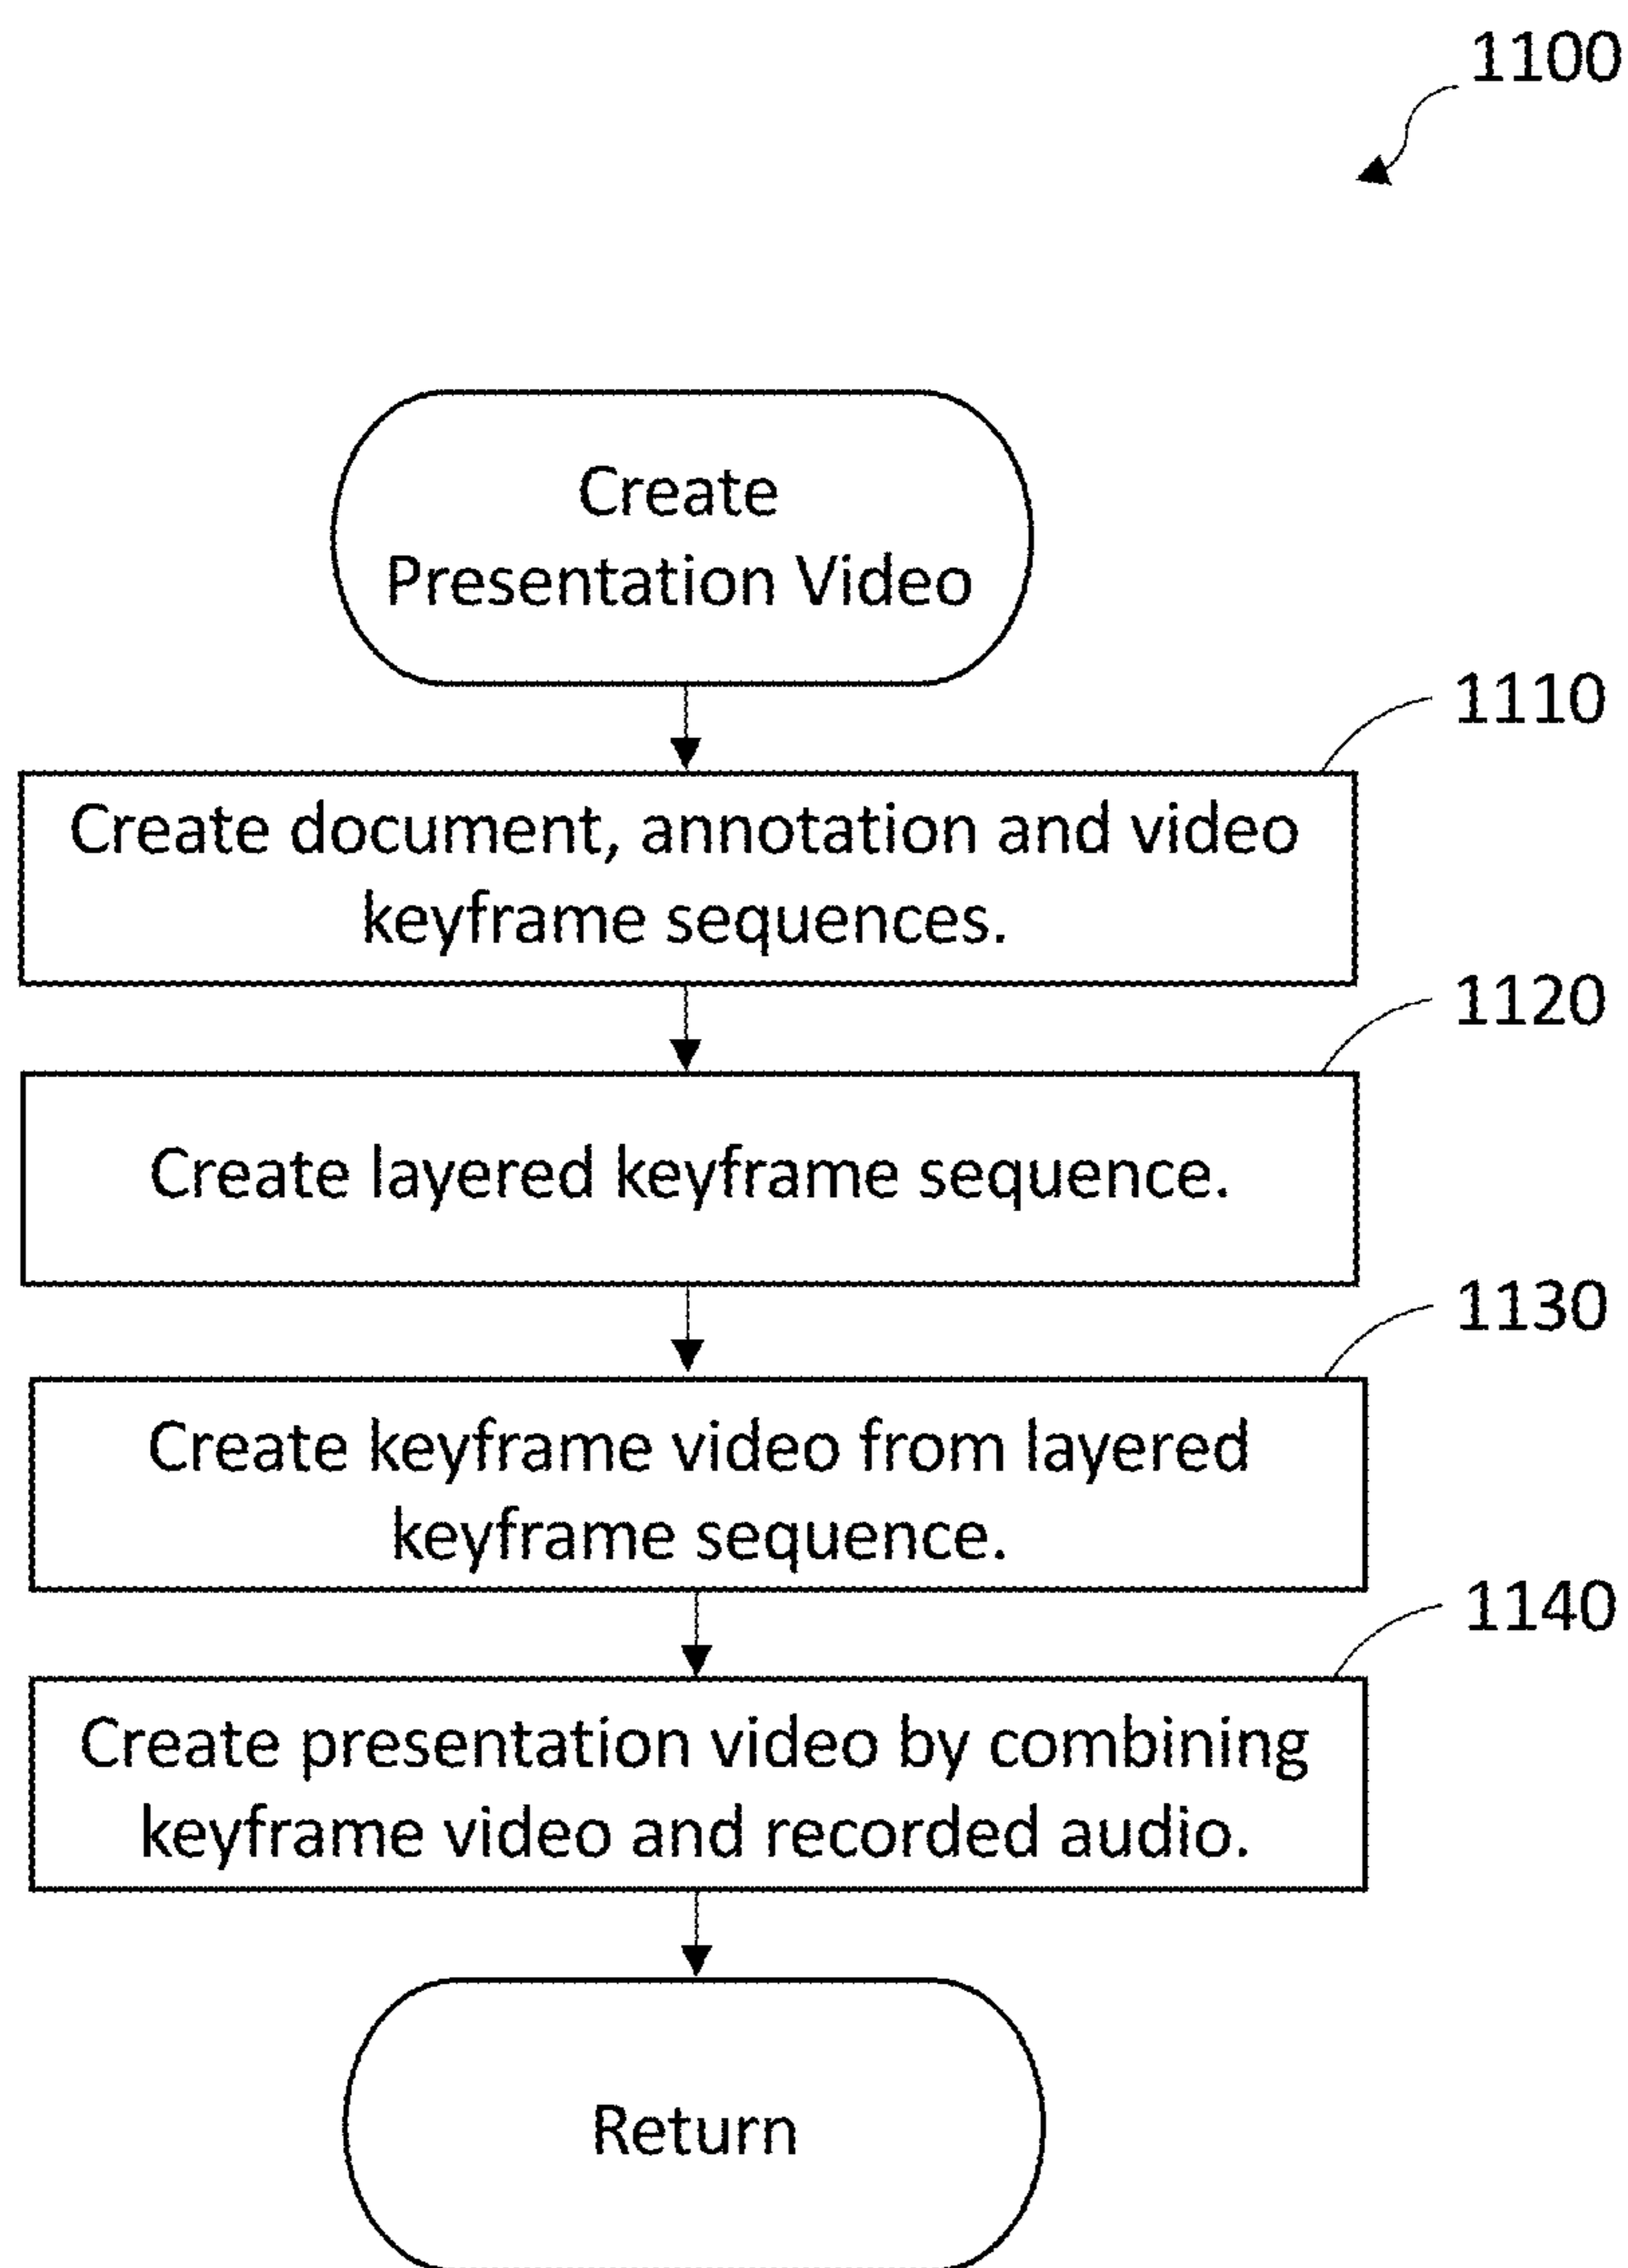 1100
Create
Presentation Video
1110
Create document, annotation and video
keyframe sequences.
1120
Create layered keyframe sequence.
1130
Create keyframe video from layered
keyframe sequence.
1140
Create presentation video by combining
keyframe video and recorded audio.
Return